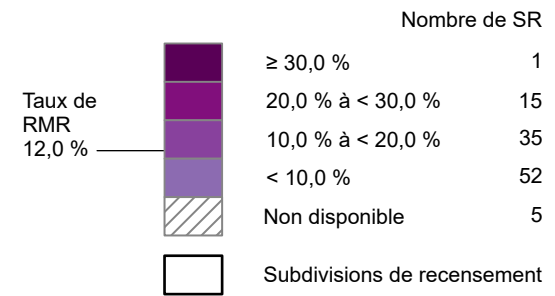 Nombre de SR
≥ 30,0 % 1
20,0 % à < 30,0 % 15
Taux de
RMR
12,0 %
10,0 % à < 20,0 % 35
< 10,0 % 52
Non disponible 5
Subdivisions de recensement